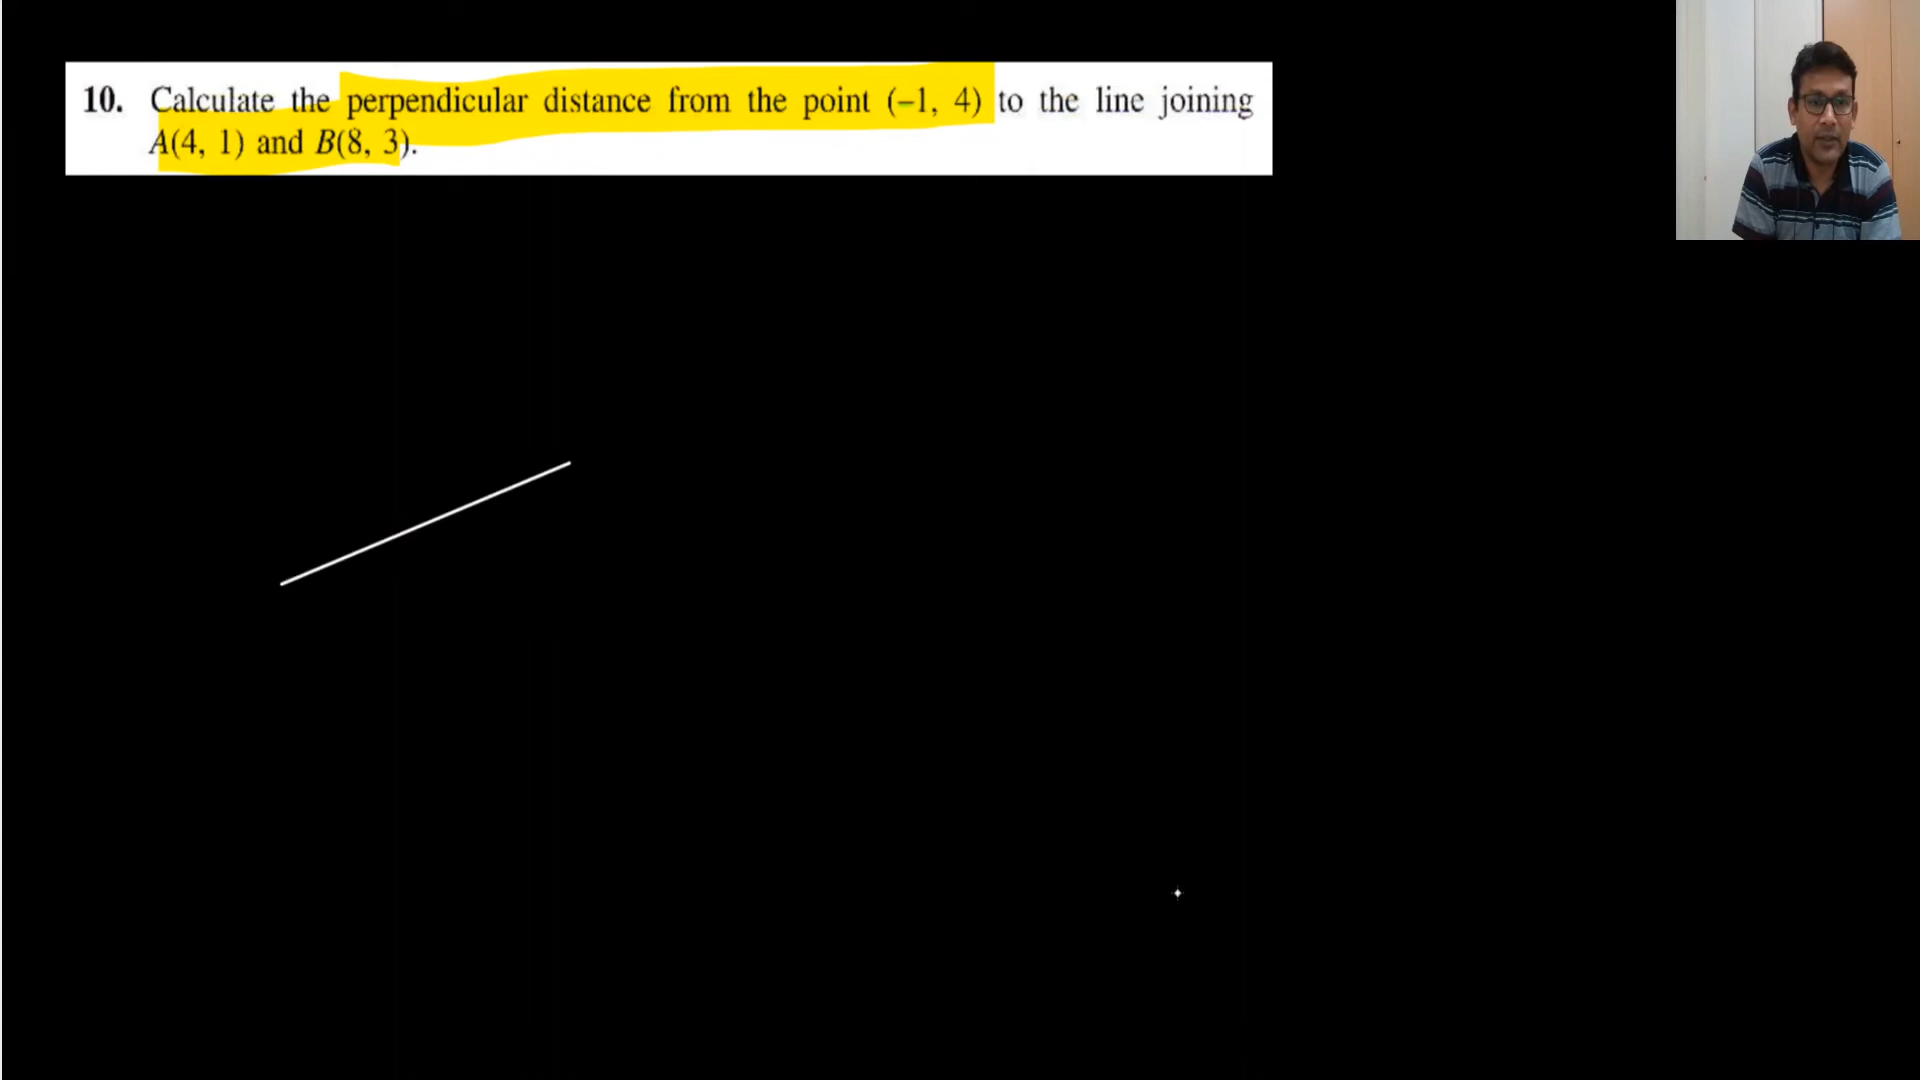 10. Calculate the perpendicular distance from the point (–1, 4) to the line joining
A(4, 1) and B(8, 3).